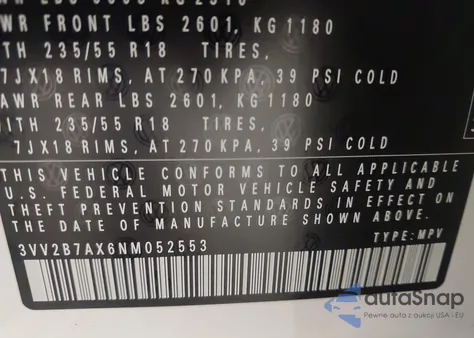 AWR FRONT LBS 2601, KG 1180
ITH 235/55 R18 TIRES,
7JX18 RIMS, AT 270 KPA, 39 PSI COLD
AWR REAR LBS 2601, KG 1180
ITH 235/55 R18 TIRES,
7JX18 RIMS, AT 270 KPA, 39 PSI COLD
THIS VEHICLE CONFORMS TO ALL APPLICABLE
U.S. FEDERAL MOTOR VEHICLE SAFETY AND
THEFT PREVENTION STANDARDS IN EFFECT ON
THE DATE OF MANUFACTURE SHOWN ABOVE.
3VV2B7AX6NM052553 TYPE: MPV
autoSnap
Pewne auta z aukcji USA i EU